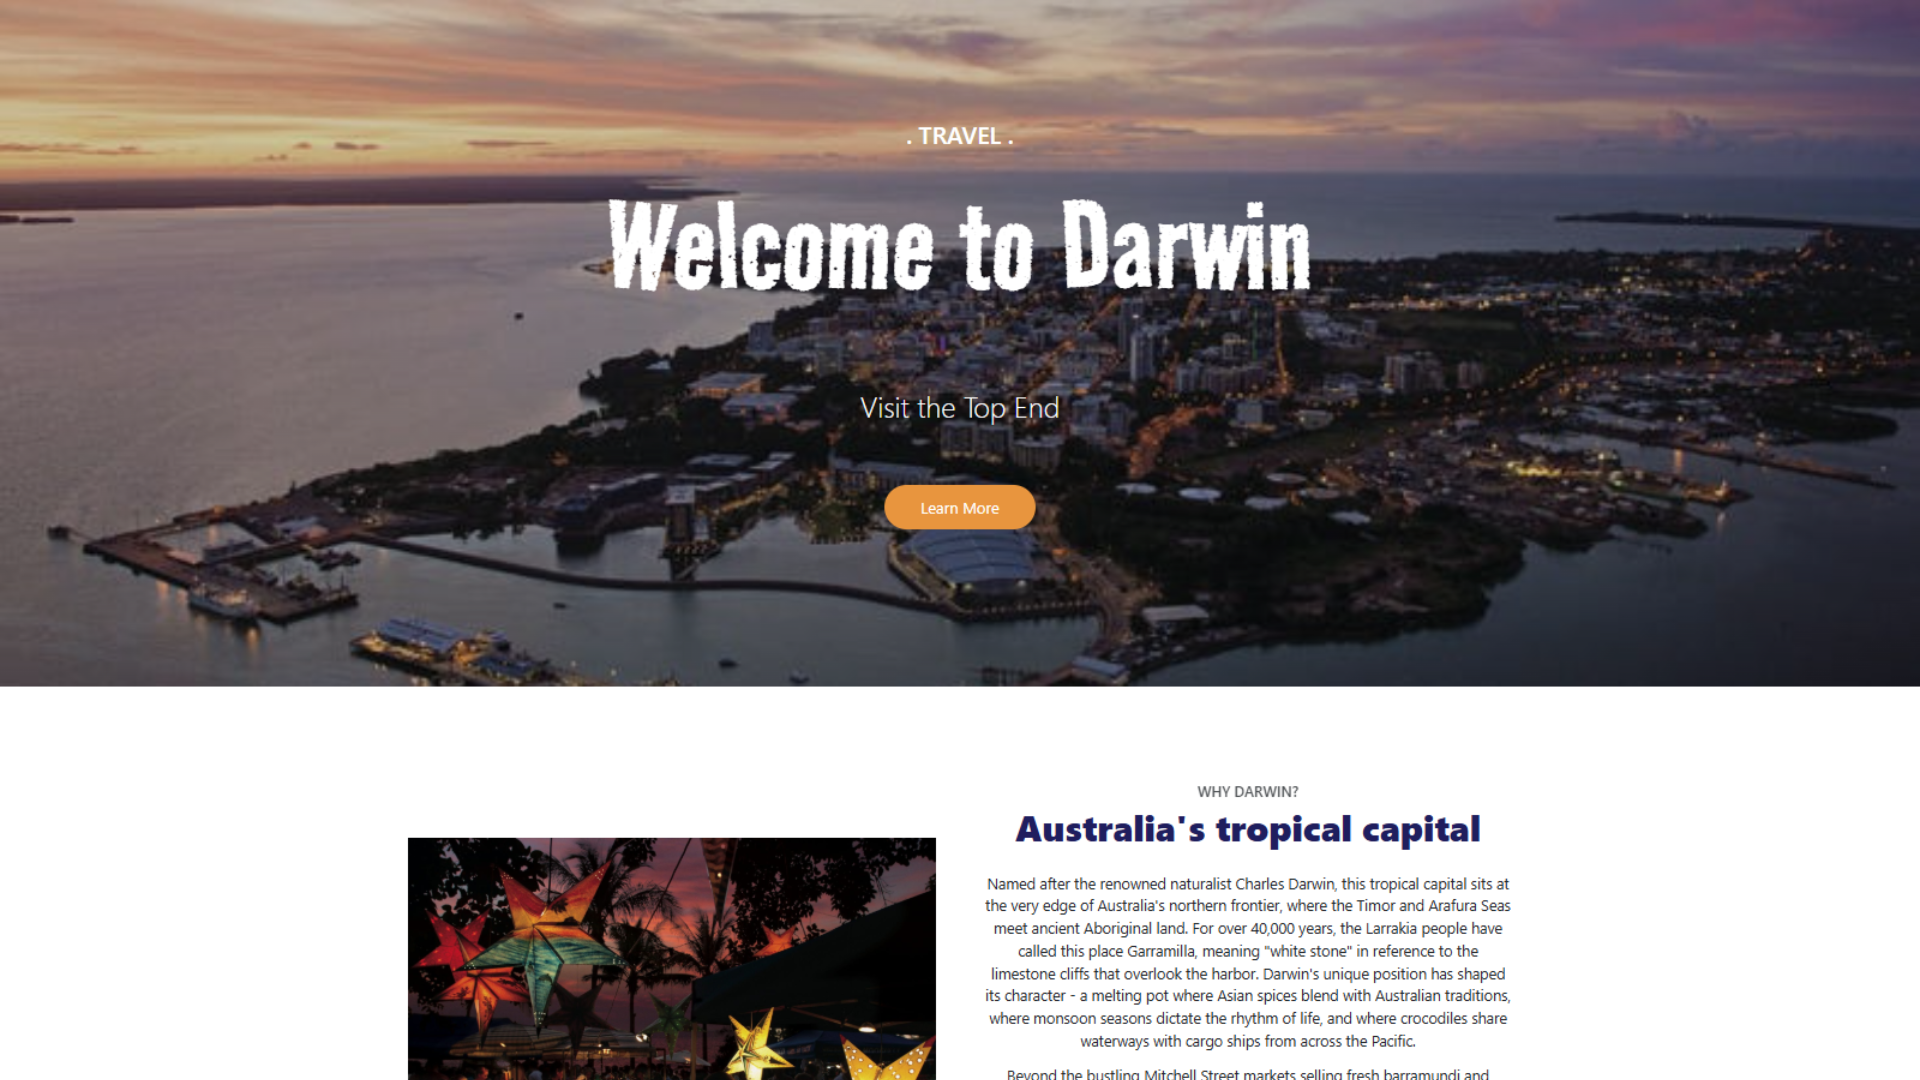 . TRAVEL .
Welcome to Darwin
Visit the Top End
Learn More
WHY DARWIN?
Australia's tropical capital
Named after the renowned naturalist Charles Darwin, this tropical capital sits at
the very edge of Australia's northern frontier, where the Timor and Arafura Seas
meet ancient Aboriginal land. For over 40,000 years, the Larrakia people have
called this place Garramilla, meaning "white stone" in reference to the
limestone cliffs that overlook the harbor. Darwin's unique position has shaped
its character - a melting pot where Asian spices blend with Australian traditions,
where monsoon seasons dictate the rhythm of life, and where crocodiles share
waterways with cargo ships from across the Pacific.
Beyond the bustling Mitchell Street markets selling fresh barramundi and